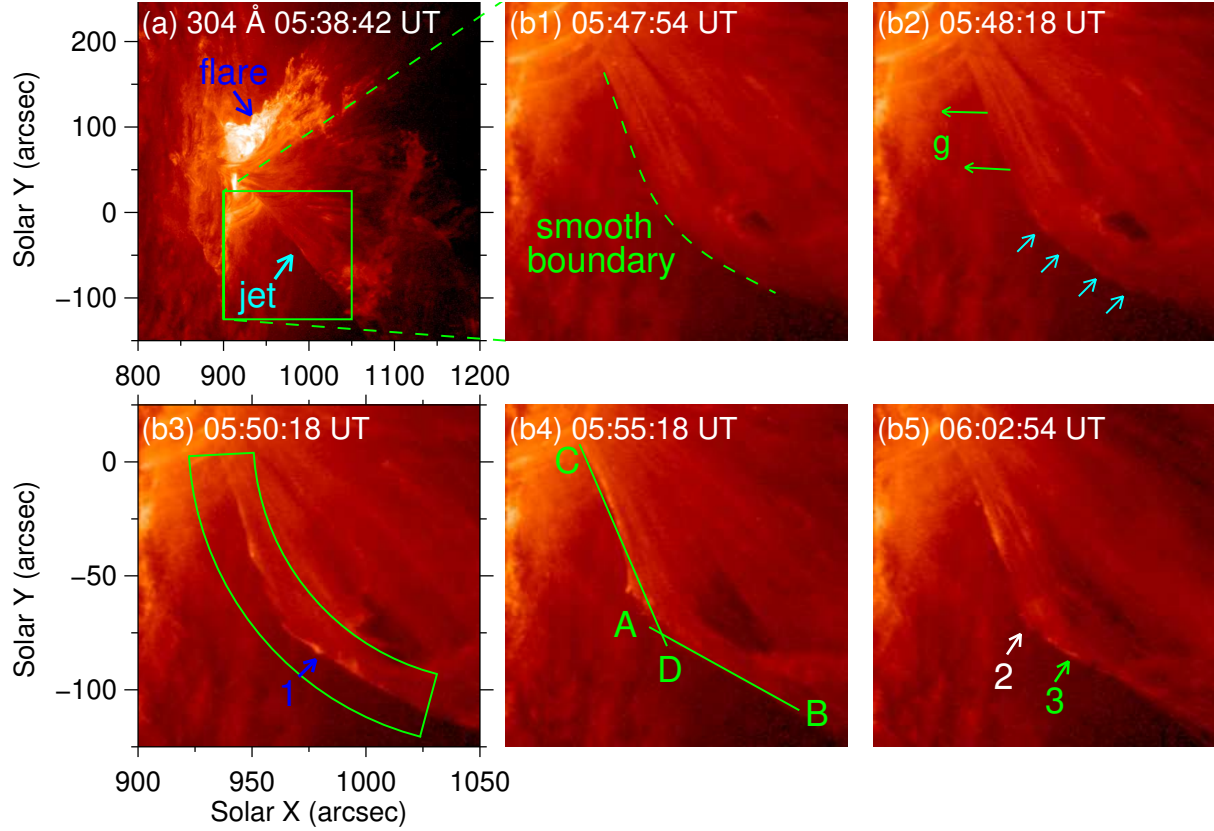 (a) 304 Å 05:38:42 UT
flare
jet
200
100
0
−100
Solar Y (arcsec)
800
900
1000
1100
1200
(b1) 05:47:54 UT
smooth
boundary
(b2) 05:48:18 UT
g
(b3) 05:50:18 UT
1
0
−50
−100
Solar Y (arcsec)
900
950
1000
1050
Solar X (arcsec)
(b4) 05:55:18 UT
C
A
D
B
(b5) 06:02:54 UT
2
3